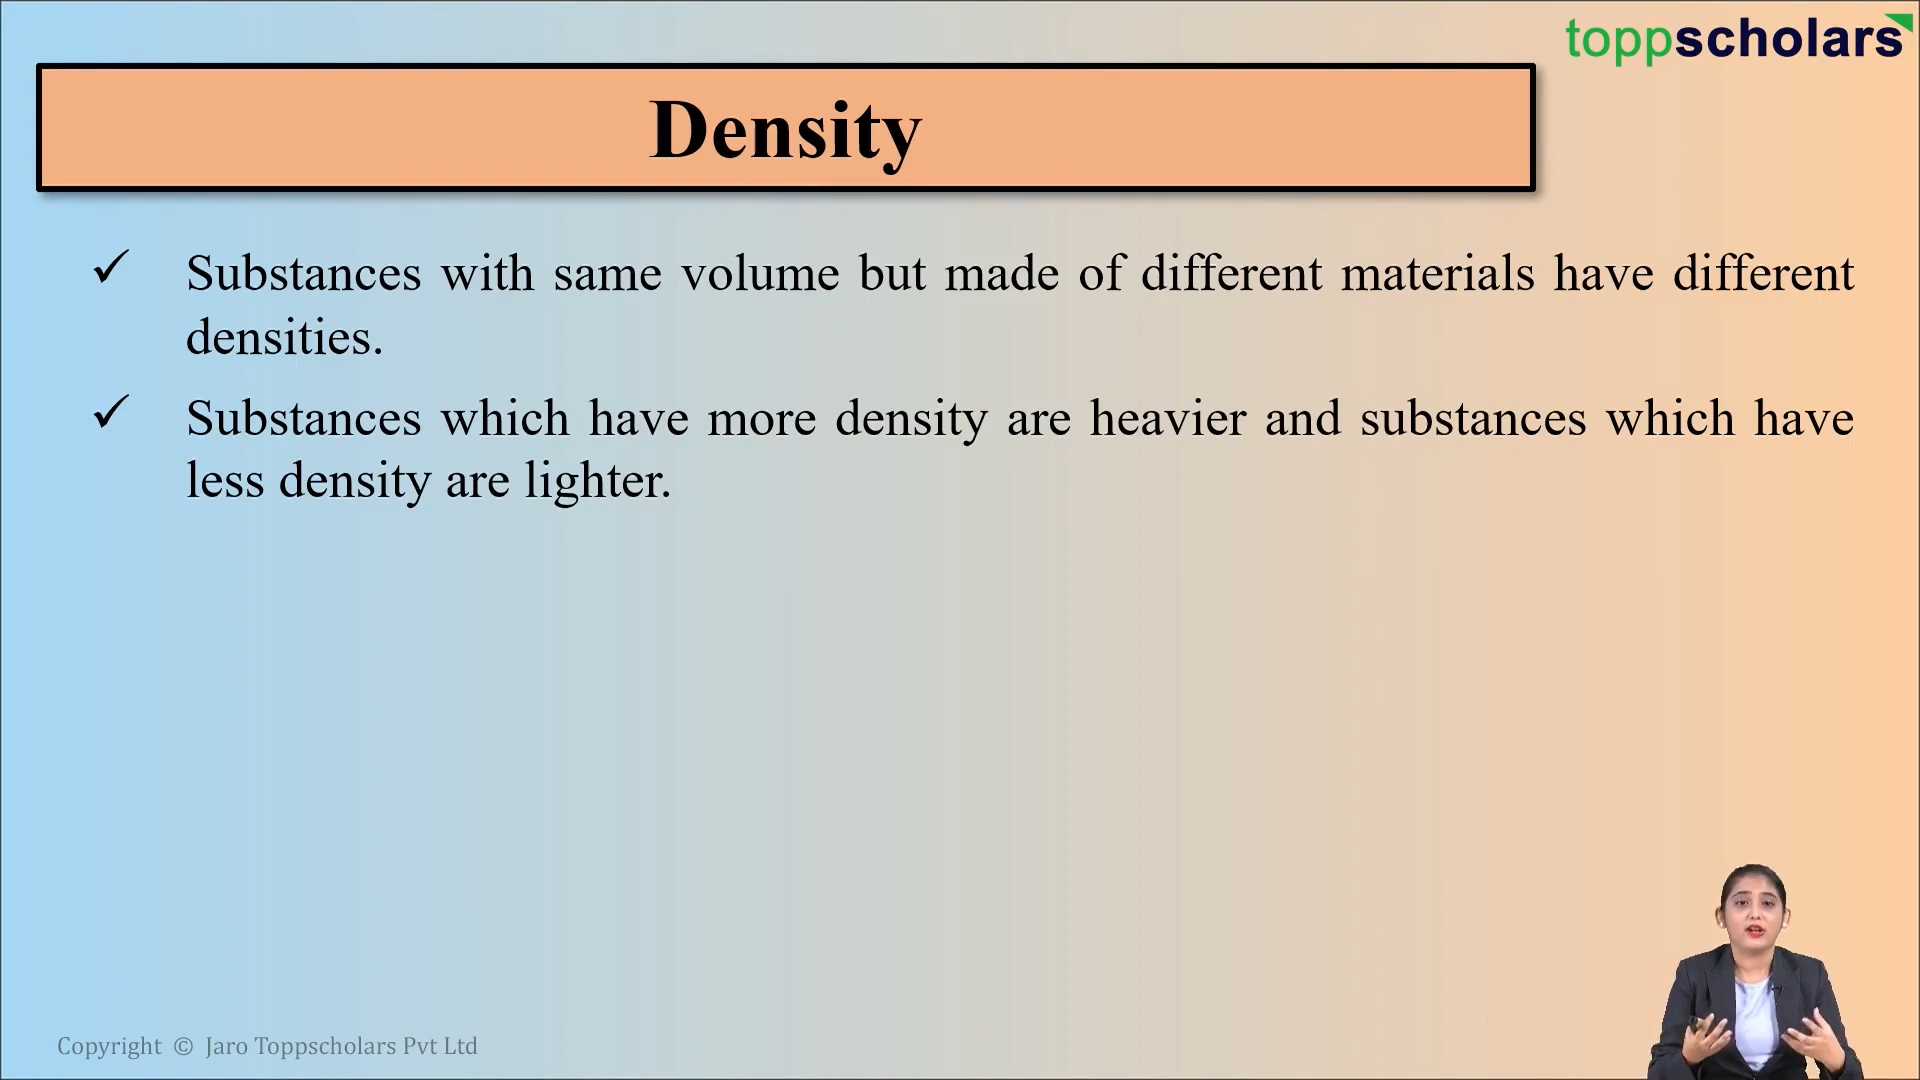 toppscholars
Density
✓ Substances with same volume but made of different materials have different
densities.
✓ Substances which have more density are heavier and substances which have
less density are lighter.
Copyright © Jaro Toppscholars Pvt Ltd